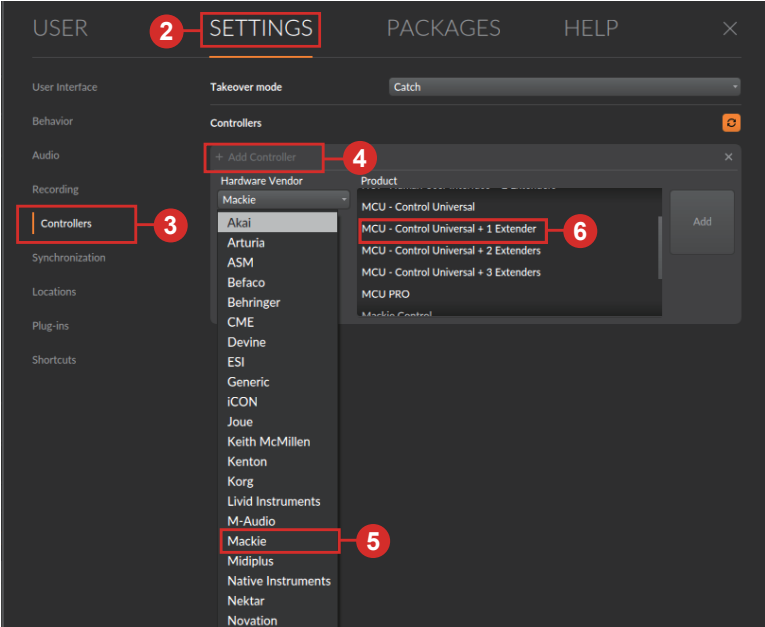 USER
2
SETTINGS
PACKAGES
HELP
User Interface
Takeover mode
Catch
Behavior
Controllers
Audio
+ Add Controller
4
Recording
Hardware Vendor
Product
Mackie
MCU - Control Universal
Controllers
3
Akai
MCU - Control Universal + 1 Extender
6
Add
Arturia
MCU - Control Universal + 2 Extenders
Synchronization
ASM
MCU - Control Universal + 3 Extenders
Befaco
Locations
MCU PRO
Behringer
Mackie Control
CME
Plug-ins
Devine
Shortcuts
ESI
Generic
iCON
Joue
Keith McMillen
Kenton
Korg
Livid Instruments
M-Audio
Mackie
5
Midiplus
Native Instruments
Nektar
Novation